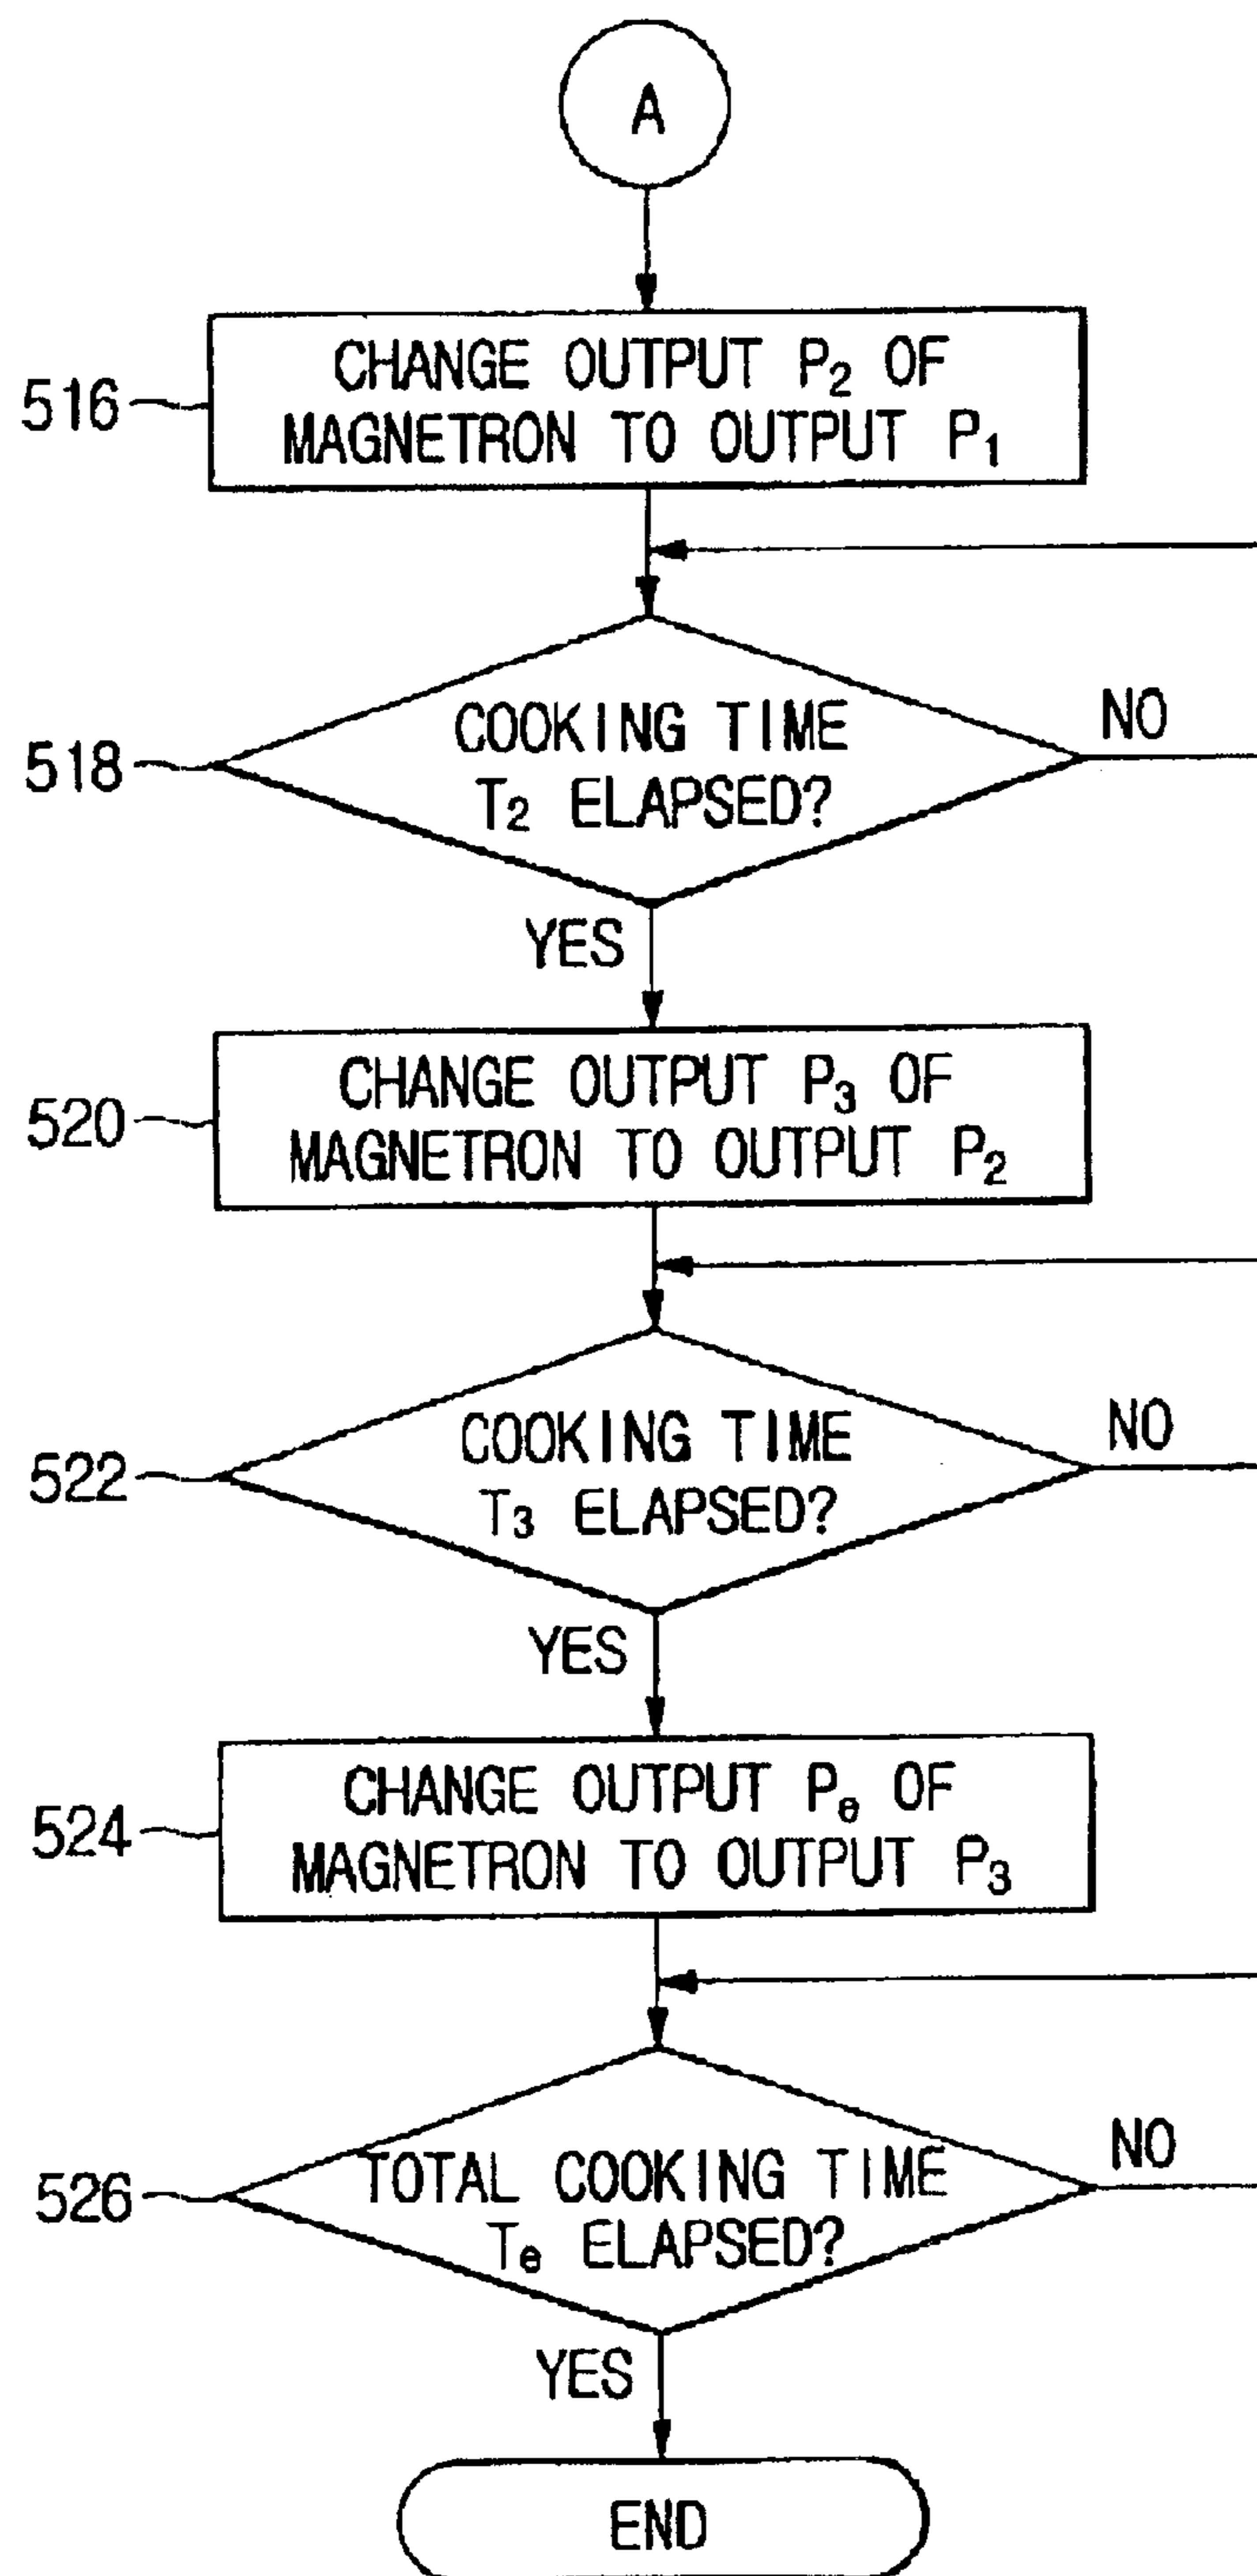 A
516
CHANGE OUTPUT P₂ OF
MAGNETRON TO OUTPUT P₁
518
COOKING TIME
T₂ ELAPSED?
NO
YES
520
CHANGE OUTPUT P₃ OF
MAGNETRON TO OUTPUT P₂
522
COOKING TIME
T₃ ELAPSED?
NO
YES
524
CHANGE OUTPUT Pₑ OF
MAGNETRON TO OUTPUT P₃
526
TOTAL COOKING TIME
Tₑ ELAPSED?
NO
YES
END